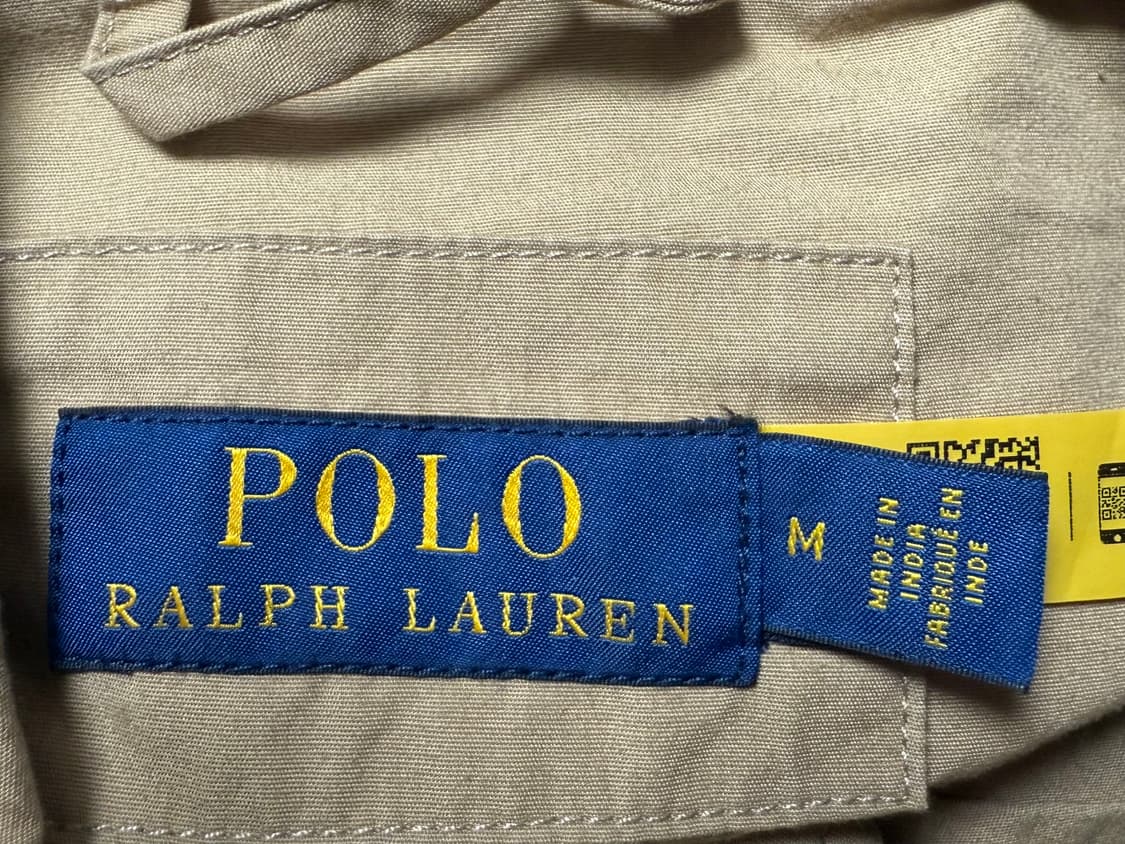 POLO
RALPH LAUREN
M
MADE IN
INDIA
FABRIQUÉ EN
INDE